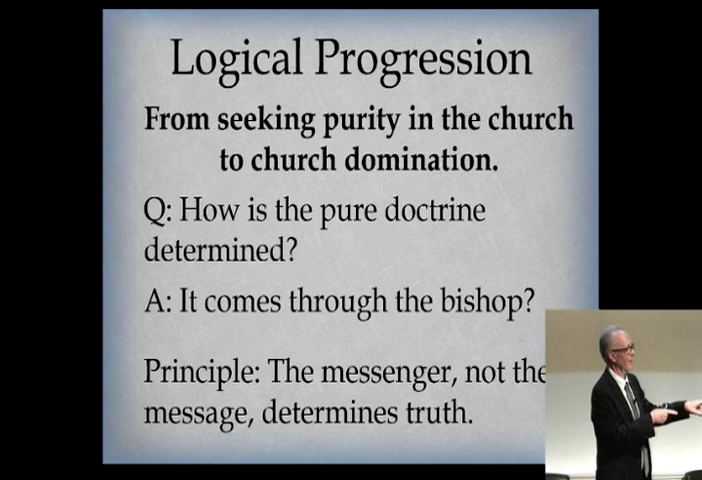 Logical Progression
From seeking purity in the church
to church domination.
Q: How is the pure doctrine
determined?
A: It comes through the bishop?
Principle: The messenger, not the
message, determines truth.